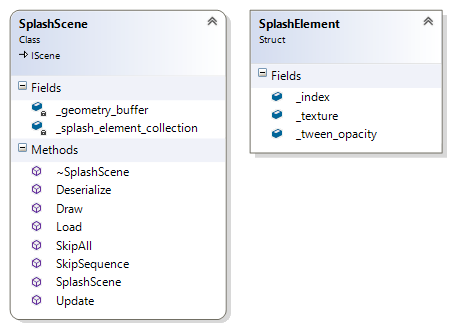 SplashScene
Class
IScene
Fields
_geometry_buffer
_splash_element_collection
Methods
~SplashScene
Deserialize
Draw
Load
SkipAll
SkipSequence
SplashScene
Update
SplashElement
Struct
Fields
_index
_texture
_tween_opacity